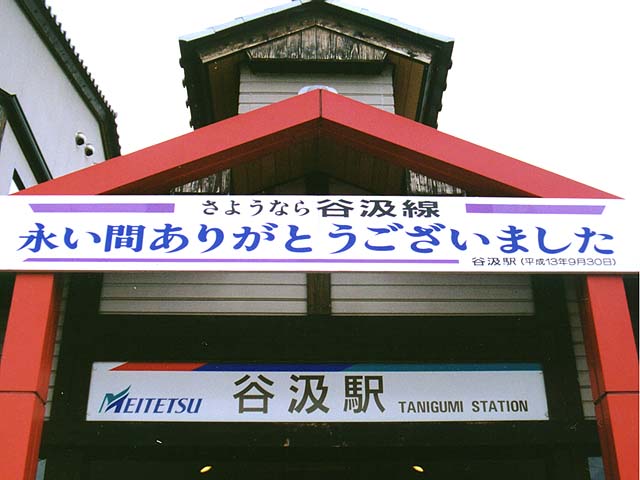 さようなら谷汲線
永い間ありがとうございました
谷汲駅(平成13年9月30日)
MEITETSU 谷汲駅 TANIGUMI STATION